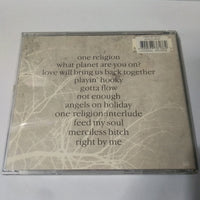 one religion
what planet are you on?
love will bring us back together
playin' hooky
gotta flow
not enough
angels on holiday
one religion:interlude
feed my soul
merciless bitch
right by me